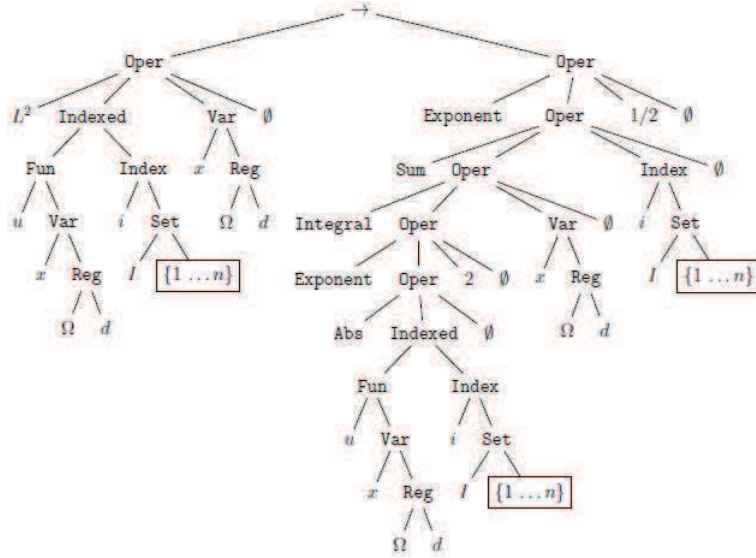 →
Oper Oper
L² Indexed Var ∅ Exponent Oper 1/2 ∅
Fun Index x Reg Sum Oper Index ∅
u Var i Set Ω d Integral Oper Var ∅ i Set
x Reg I {1 …n} Exponent Oper 2 ∅ x Reg I {1 …n}
Ω d Abs Indexed ∅ Ω d
Fun Index
u Var i Set
x Reg I {1 …n}
Ω d